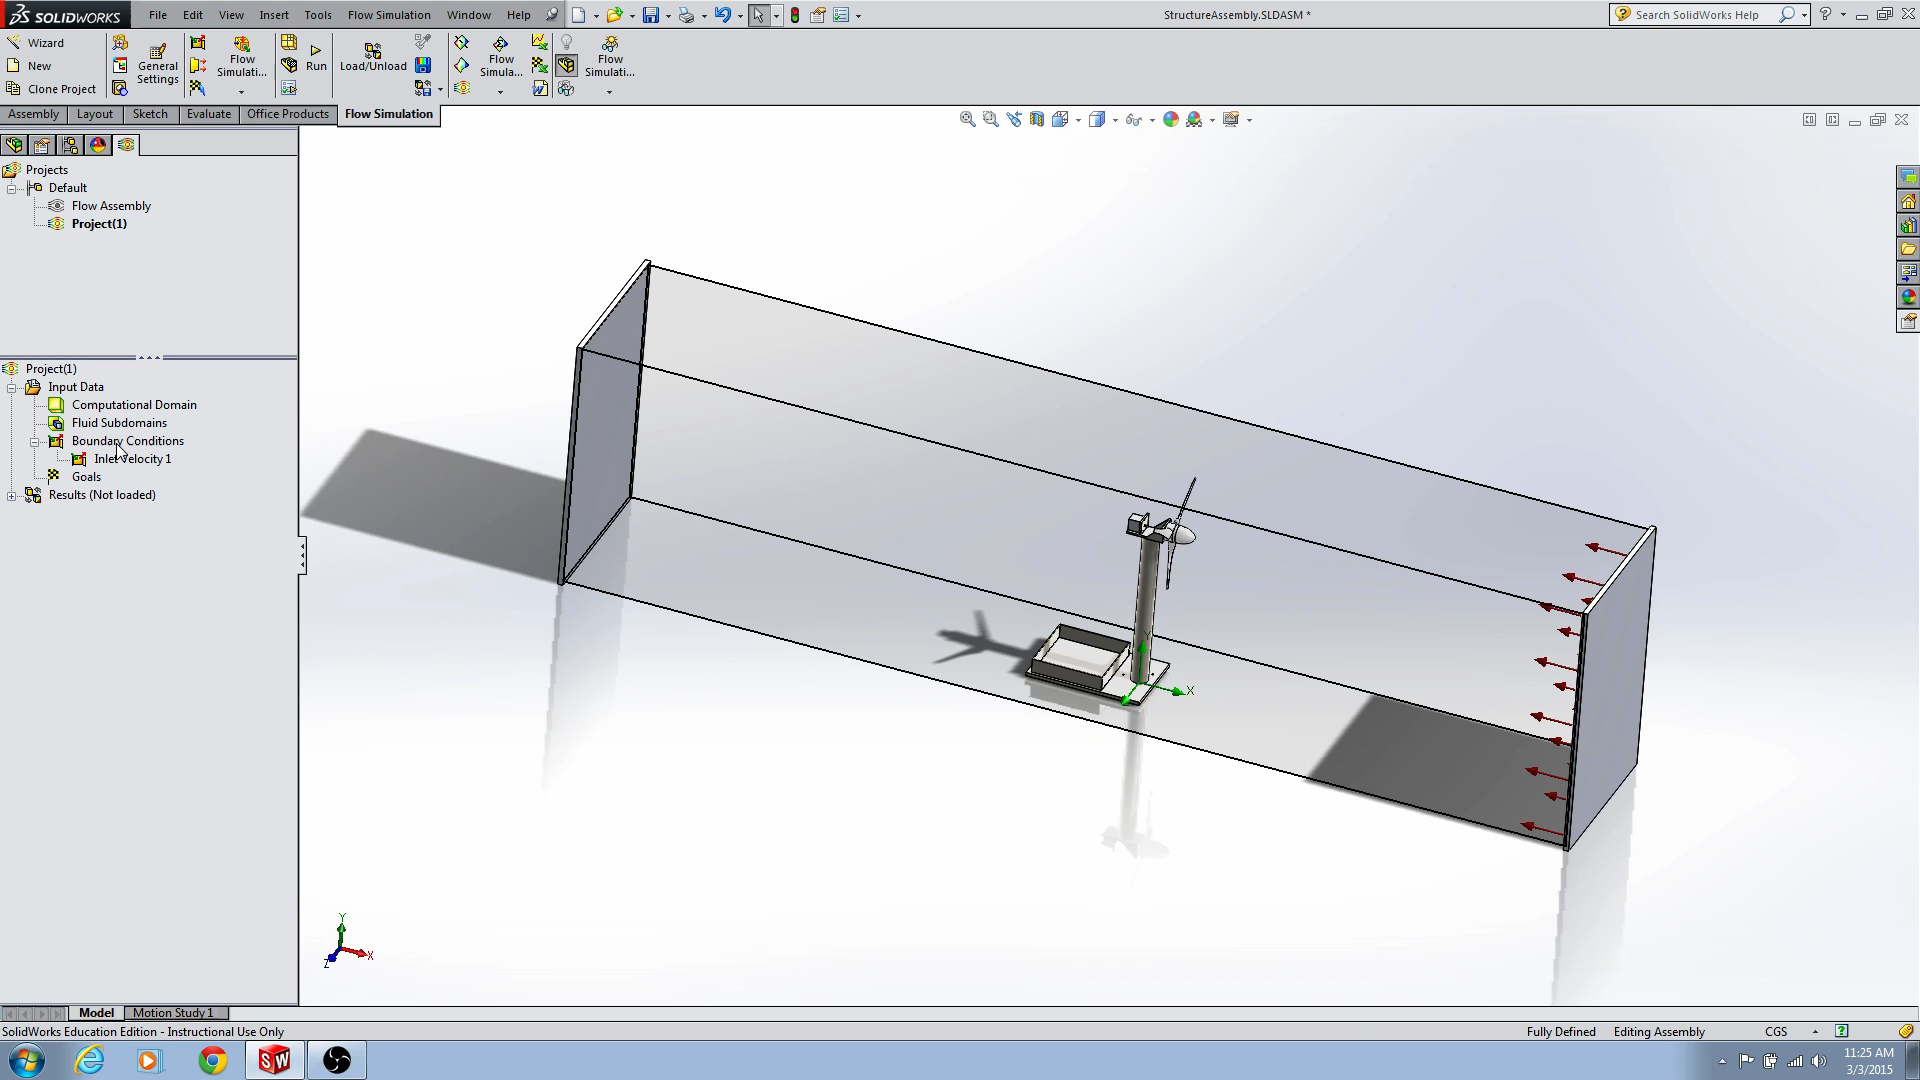 SOLIDWORKS File Edit View Insert Tools Flow Simulation Window Help StructureAssembly.SLDASM * Search SolidWorks Help
Wizard
New
Clone Project
General Settings
Flow Simulati...
Run
Load/Unload
Flow Simula...
Flow Simulati...
Assembly Layout Sketch Evaluate Office Products Flow Simulation
Projects
Default
Flow Assembly
Project(1)
Project(1)
Input Data
Computational Domain
Fluid Subdomains
Boundary Conditions
Inlet Velocity 1
Goals
Results (Not loaded)
Y
X
Y
X
Z
Model Motion Study 1
SolidWorks Education Edition - Instructional Use Only Fully Defined Editing Assembly CGS
11:25 AM
3/3/2015